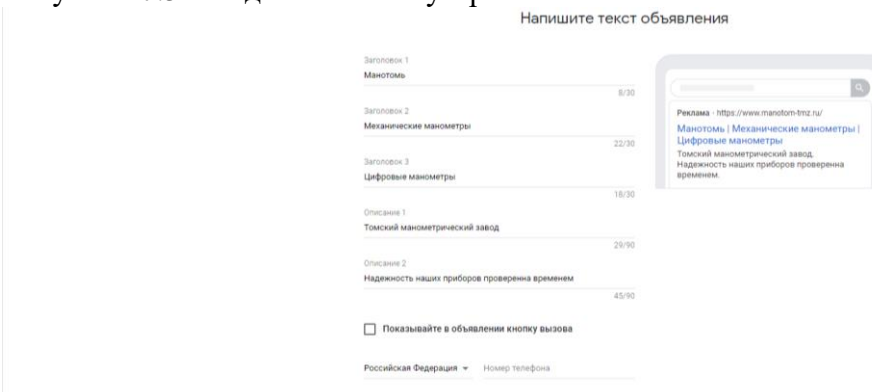 Напишите текст объявления
Заголовок 1
Манотомь
8/30
Заголовок 2
Механические манометры
22/30
Заголовок 3
Цифровые манометры
18/30
Описание 1
Томский манометрический завод
29/90
Описание 2
Надежность наших приборов проверенна временем
45/90
Показывайте в объявлении кнопку вызова
Российская Федерация
Номер телефона
Реклама · https://www.manotom-tmz.ru/
Манотомь | Механические манометры |
Цифровые манометры
Томский манометрический завод.
Надежность наших приборов проверенна
временем.